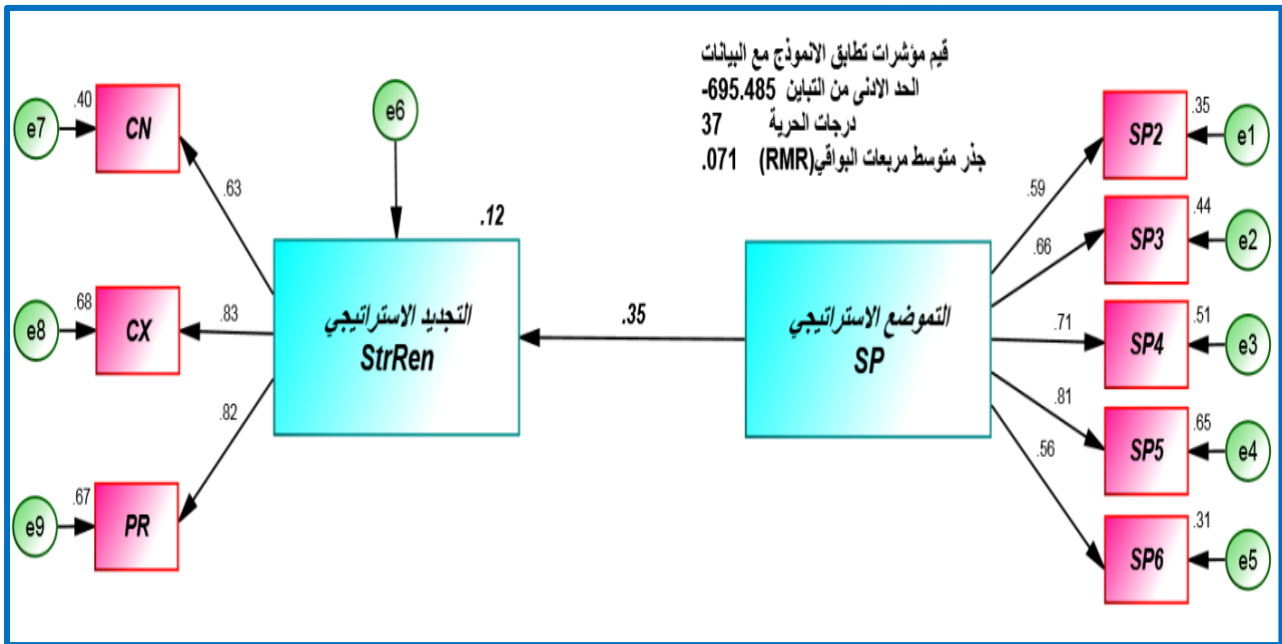 قيم مؤشرات تطابق الانموذج مع البيانات
الحد الادنى من التباين 695.485-
درجات الحرية 37
جذر متوسط مربعات البواقي(RMR) .071
e7
.40
CN
e6
.35
SP2
e1
.63
.59
.12
.44
SP3
e2
.66
e8
.68
CX
.83
التجديد الاستراتيجي
StrRen
.35
التموضع الاستراتيجي
SP
.71
.51
SP4
e3
.82
.81
.65
SP5
e4
.56
e9
.67
PR
.31
SP6
e5